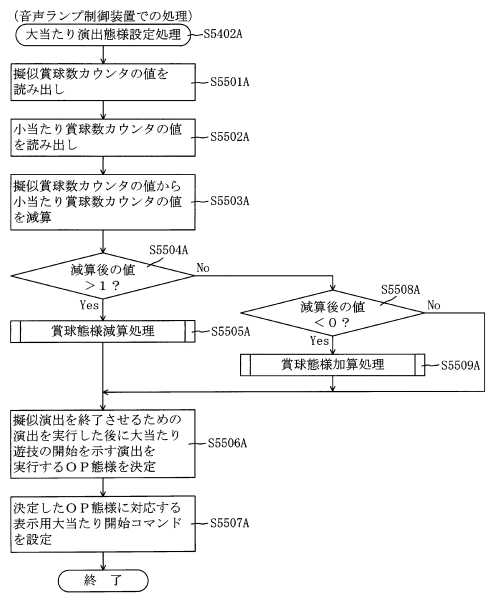 (音声ランプ制御装置での処理)
大当たり演出態様設定処理
S5402A
擬似賞球数カウンタの値を
読み出し
S5501A
小当たり賞球数カウンタの値
を読み出し
S5502A
擬似賞球数カウンタの値から
小当たり賞球数カウンタの値
を減算
S5503A
S5504A
減算後の値
>1?
No
Yes
S5508A
減算後の値
<0?
No
Yes
賞球態様減算処理
S5505A
賞球態様加算処理
S5509A
擬似演出を終了させるための
演出を実行した後に大当たり
遊技の開始を示す演出を
実行するOP態様を決定
S5506A
決定したOP態様に対応する
表示用大当たり開始コマンド
を設定
S5507A
終 了